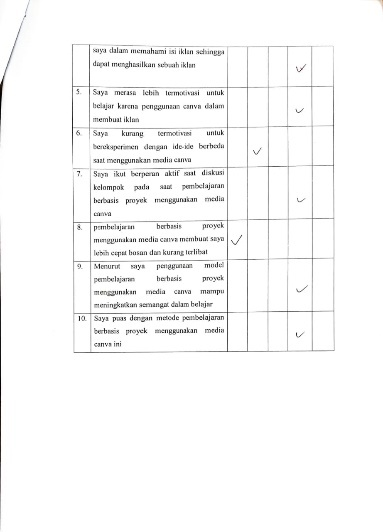 saya dalam memahami isi iklan sehingga
dapat menghasilkan sebuah iklan
5. Saya merasa lebih termotivasi untuk
belajar karena penggunaan canva dalam
membuat iklan
6. Saya kurang termotivasi untuk
bereksperimen dengan ide-ide berbeda
saat menggunakan media canva
7. Saya ikut berperan aktif saat diskusi
kelompok pada saat pembelajaran
berbasis proyek menggunakan media
canva
8. pembelajaran berbasis proyek
menggunakan media canva membuat saya
lebih cepat bosan dan kurang terlibat
9. Menurut saya penggunaan model
pembelajaran berbasis proyek
menggunakan media canva mampu
meningkatkan semangat dalam belajar
10. Saya puas dengan metode pembelajaran
berbasis proyek menggunakan media
canva ini